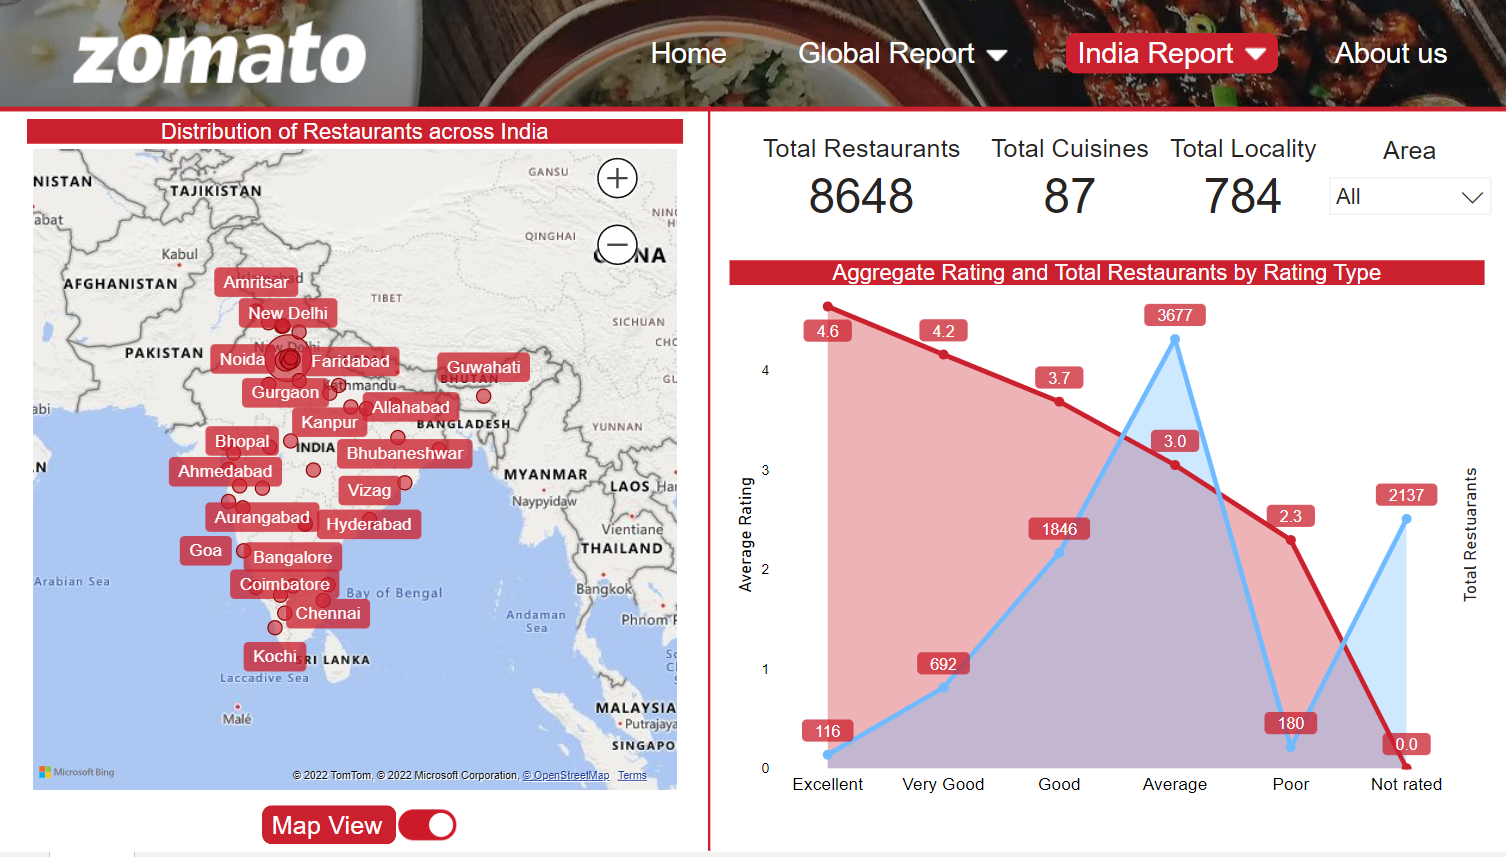 zomato
Home
Global Report
India Report
About us
Distribution of Restaurants across India
NISTAN
TAJIKISTAN
GANSU
abat
QINGHAI
Kabul
AFGHANISTAN
Amritsar
TIBET
New Delhi
SICHUAN
PAKISTAN
New Delhi
Noida
Faridabad
Guwahati
BHUTAN
Gurgaon
Allahabad
Kanpur
BANGLADESH
YUNNAN
Bhopal
INDIA
Bhubaneshwar
Ahmedabad
MYANMAR
LAOS
Vizag
Naypyidaw
Aurangabad
Hyderabad
Vientiane
Goa
Bangalore
THAILAND
Arabian Sea
Coimbatore
Bay of Bengal
Bangkok
Chennai
Andaman
Sea
Phnom
Kochi
SRI LANKA
Laccadive Sea
Malé
MALAYSIA
Putrajaya
SINGAPO
Microsoft Bing
© 2022 TomTom, © 2022 Microsoft Corporation, © OpenStreetMap Terms
Map View
Total Restaurants
8648
Total Cuisines
87
Total Locality
784
Area
All
Aggregate Rating and Total Restaurants by Rating Type
Average Rating
4
3
2
1
0
4.6
4.2
3.7
3677
3.0
2.3
2137
1846
692
116
180
0.0
Total Restuarants
Excellent
Very Good
Good
Average
Poor
Not rated